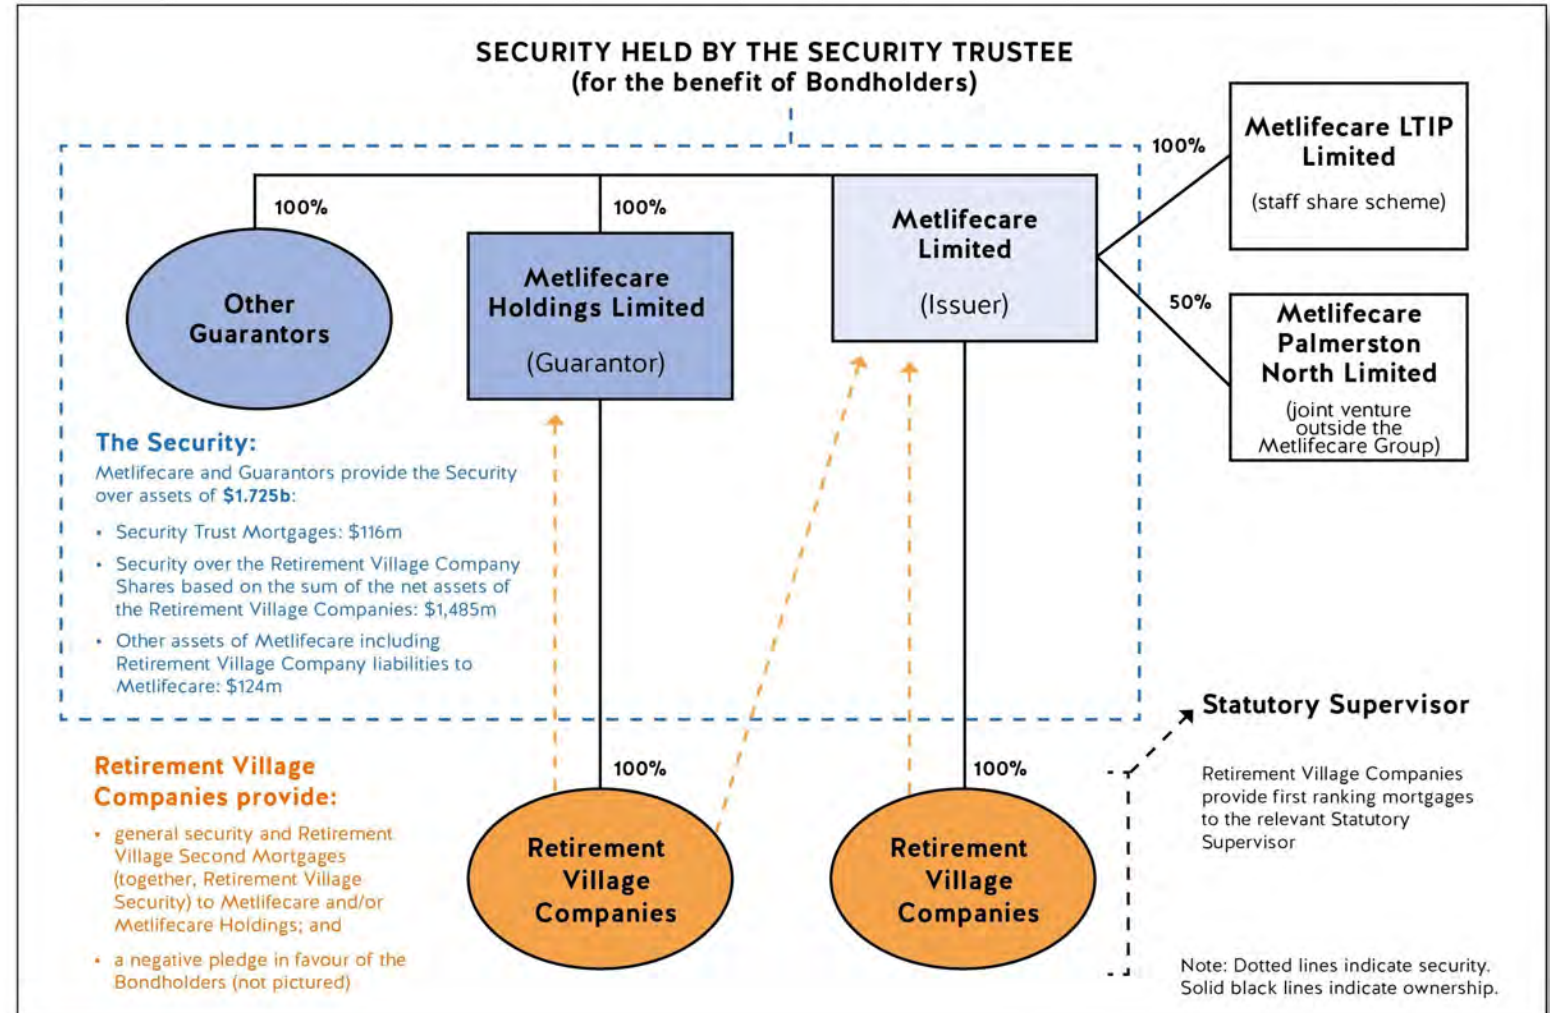 SECURITY HELD BY THE SECURITY TRUSTEE
(for the benefit of Bondholders)
100%
Metlifecare LTIP
Limited
(staff share scheme)
100%
100%
Metlifecare
Limited
(Issuer)
Other
Guarantors
Metlifecare
Holdings Limited
(Guarantor)
50%
Metlifecare
Palmerston
North Limited
(joint venture
outside the
Metlifecare Group)
The Security:
Metlifecare and Guarantors provide the Security
over assets of $1.725b:
• Security Trust Mortgages: $116m
• Security over the Retirement Village Company
Shares based on the sum of the net assets of
the Retirement Village Companies: $1,485m
• Other assets of Metlifecare including
Retirement Village Company liabilities to
Metlifecare: $124m
Retirement Village
Companies provide:
• general security and Retirement
Village Second Mortgages
(together, Retirement Village
Security) to Metlifecare and/or
Metlifecare Holdings; and
• a negative pledge in favour of the
Bondholders (not pictured)
100%
Retirement
Village
Companies
100%
Retirement
Village
Companies
Statutory Supervisor
Retirement Village Companies
provide first ranking mortgages
to the relevant Statutory
Supervisor
Note: Dotted lines indicate security.
Solid black lines indicate ownership.